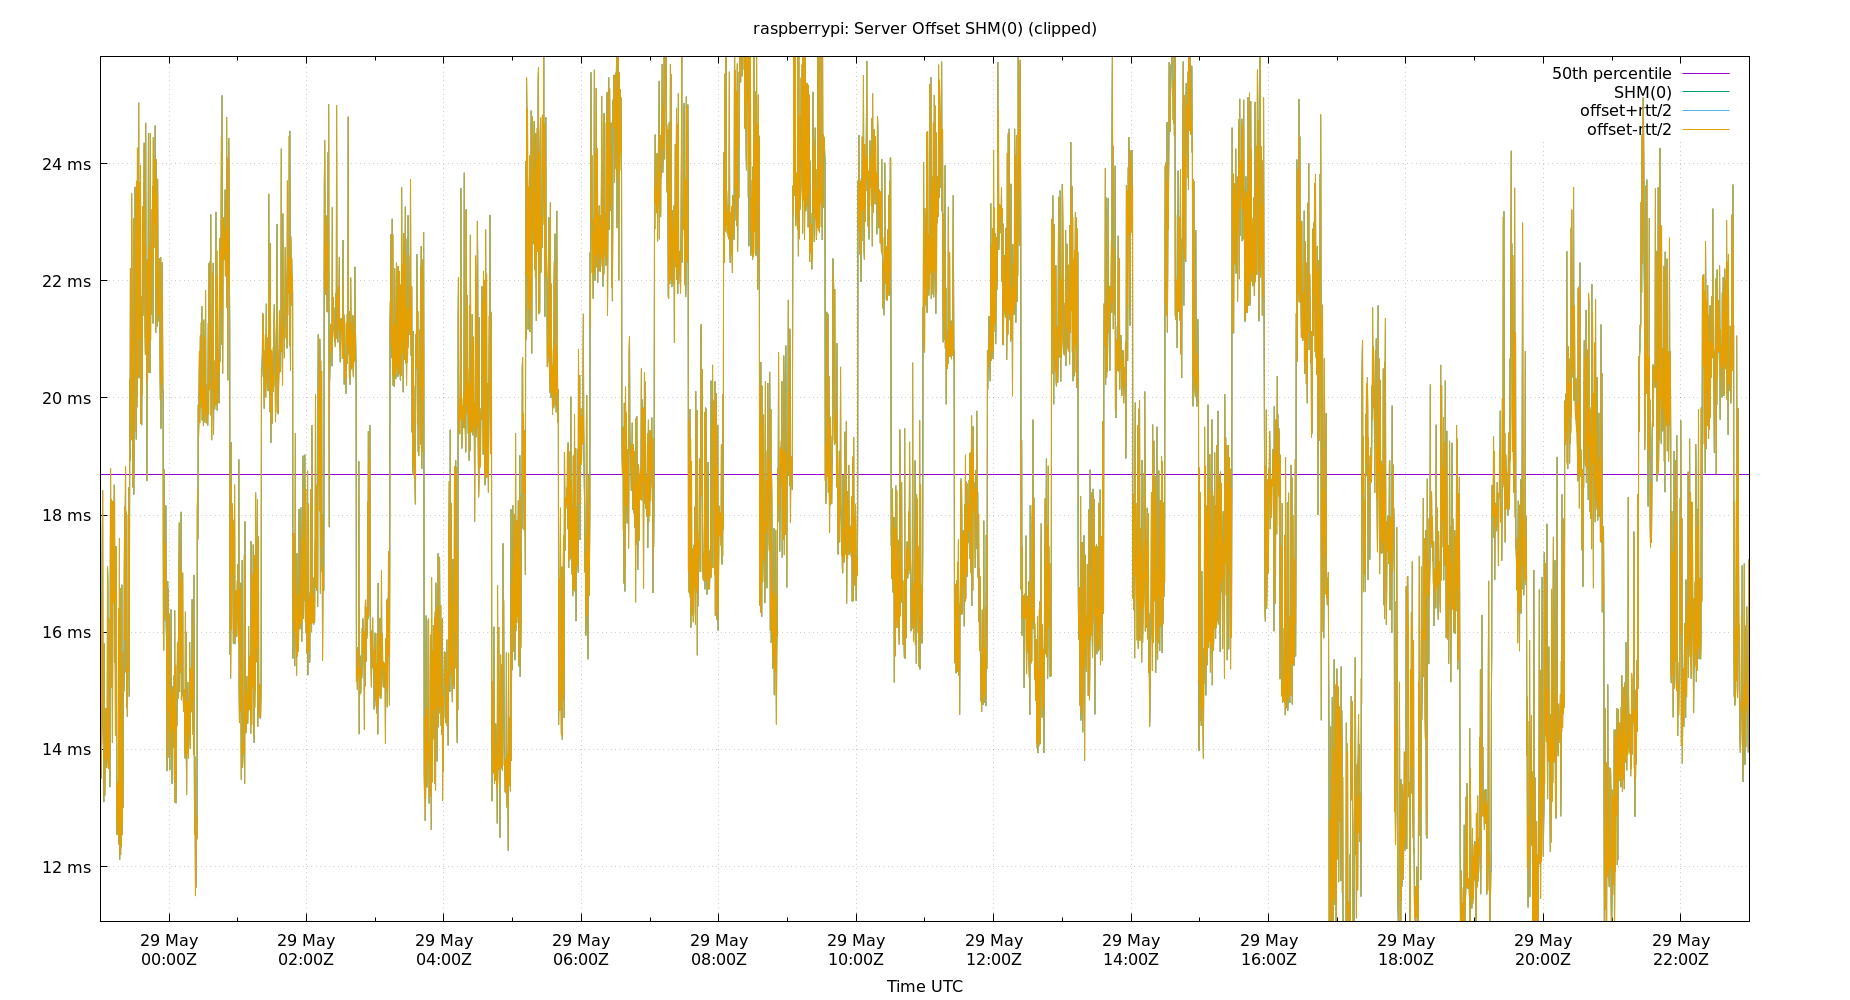 raspberrypi: Server Offset SHM(0) (clipped)
50th percentile
SHM(0)
offset+rtt/2
offset-rtt/2
24 ms
22 ms
20 ms
18 ms
16 ms
14 ms
12 ms
29 May 29 May 29 May 29 May 29 May 29 May 29 May 29 May 29 May 29 May 29 May 29 May
00:00Z 02:00Z 04:00Z 06:00Z 08:00Z 10:00Z 12:00Z 14:00Z 16:00Z 18:00Z 20:00Z 22:00Z
Time UTC